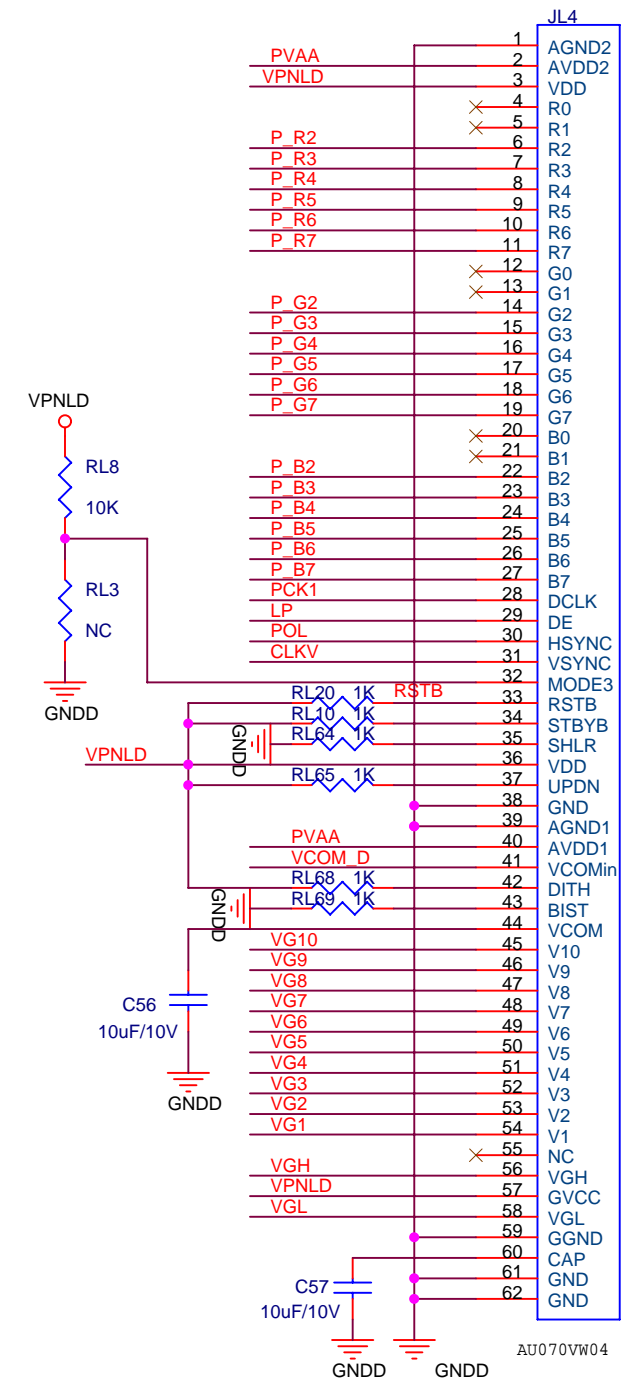 JL4
1 AGND2
PVAA 2 AVDD2
VPNLD 3 VDD
4 R0
5 R1
P_R2 6 R2
P_R3 7 R3
P_R4 8 R4
P_R5 9 R5
P_R6 10 R6
P_R7 11 R7
12 G0
13 G1
P_G2 14 G2
P_G3 15 G3
P_G4 16 G4
P_G5 17 G5
P_G6 18 G6
P_G7 19 G7
20 B0
21 B1
P_B2 22 B2
P_B3 23 B3
P_B4 24 B4
P_B5 25 B5
P_B6 26 B6
P_B7 27 B7
PCK1 28 DCLK
LP 29 DE
POL 30 HSYNC
CLKV 31 VSYNC
32 MODE3
RL20 1K RSTB 33 RSTB
RL10 1K 34 STBYB
RL64 1K 35 SHLR
VPNLD 36 VDD
RL65 1K 37 UPDN
38 GND
39 AGND1
PVAA 40 AVDD1
VCOM_D 41 VCOMin
RL68 1K 42 DITH
RL69 1K 43 BIST
44 VCOM
VG10 45 V10
VG9 46 V9
VG8 47 V8
VG7 48 V7
VG6 49 V6
VG5 50 V5
VG4 51 V4
VG3 52 V3
VG2 53 V2
VG1 54 V1
55 NC
VGH 56 VGH
VPNLD 57 GVCC
VGL 58 VGL
59 GGND
60 CAP
61 GND
62 GND
AU070VW04
VPNLD
RL8
10K
RL3
NC
GNDD
GNDD
GNDD
C56
10uF/10V
GNDD
C57
10uF/10V
GNDD
GNDD